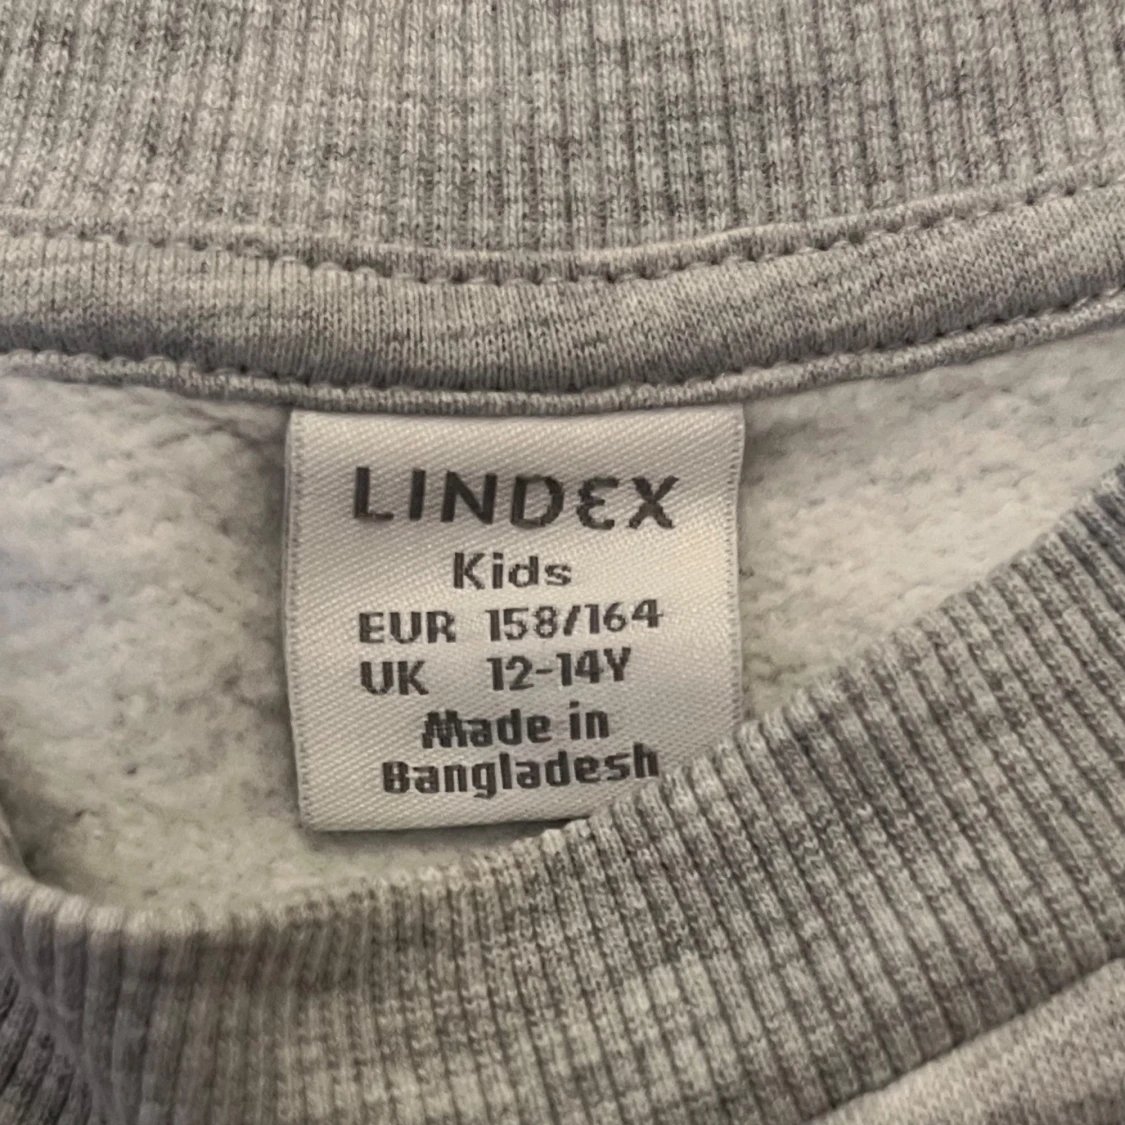 LINDEX
Kids
EUR 158/164
UK 12-14Y
Made in
Bangladesh